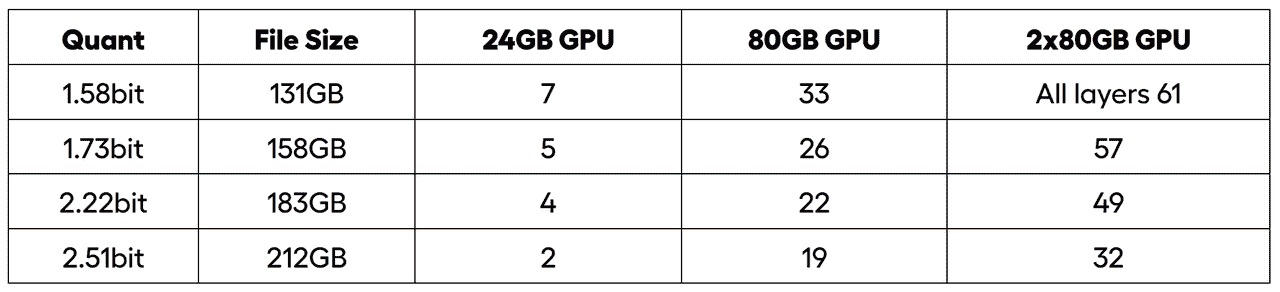 Quant File Size 24GB GPU 80GB GPU 2x80GB GPU
1.58bit 131GB 7 33 All layers 61
1.73bit 158GB 5 26 57
2.22bit 183GB 4 22 49
2.51bit 212GB 2 19 32